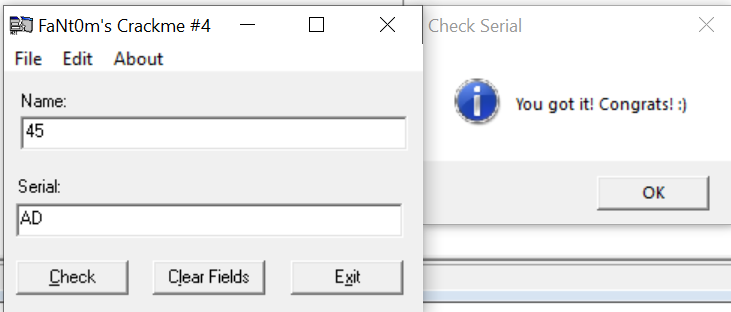 FaNt0m's Crackme #4
File Edit About
Name:
45
Serial:
AD
Check Clear Fields Exit
Check Serial
You got it! Congrats! :)
OK